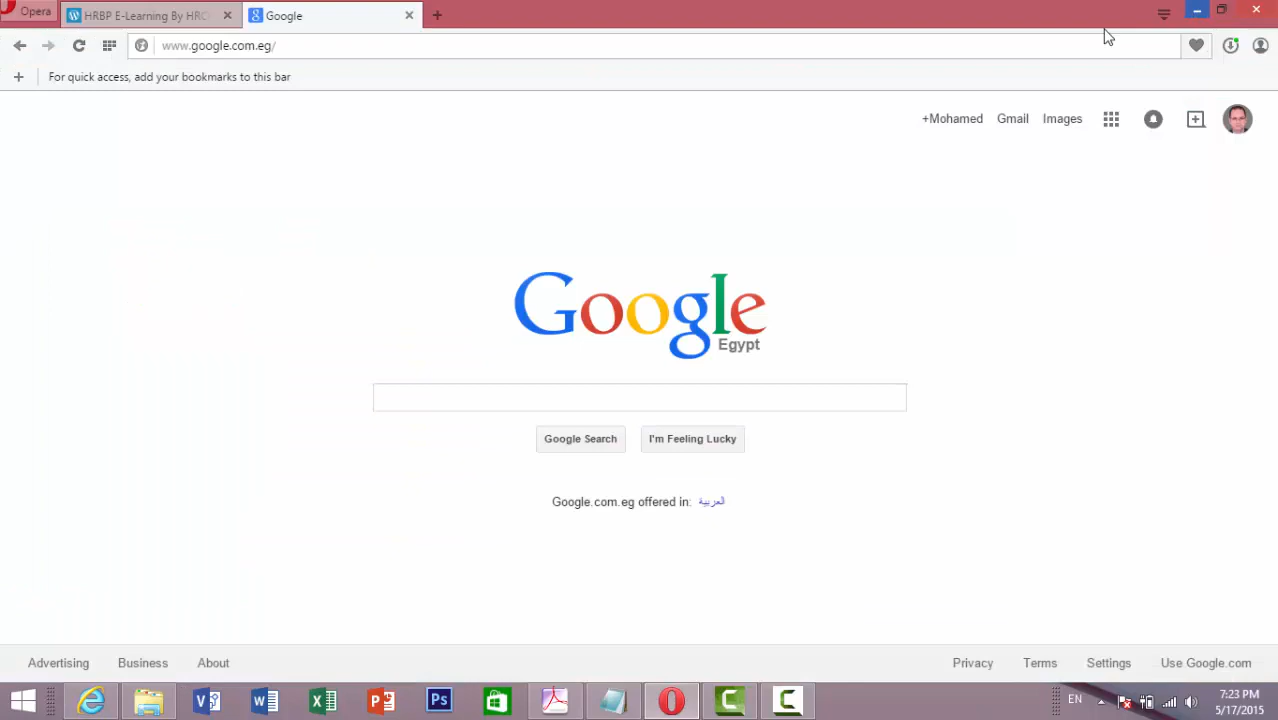 Opera
HRBP E-Learning By HRC
Google
www.google.com.eg/
For quick access, add your bookmarks to this bar
+Mohamed Gmail Images
Google
Egypt
Google Search
I'm Feeling Lucky
Google.com.eg offered in: العربية
Advertising Business About
Privacy Terms Settings Use Google.com
EN
7:23 PM
5/17/2015